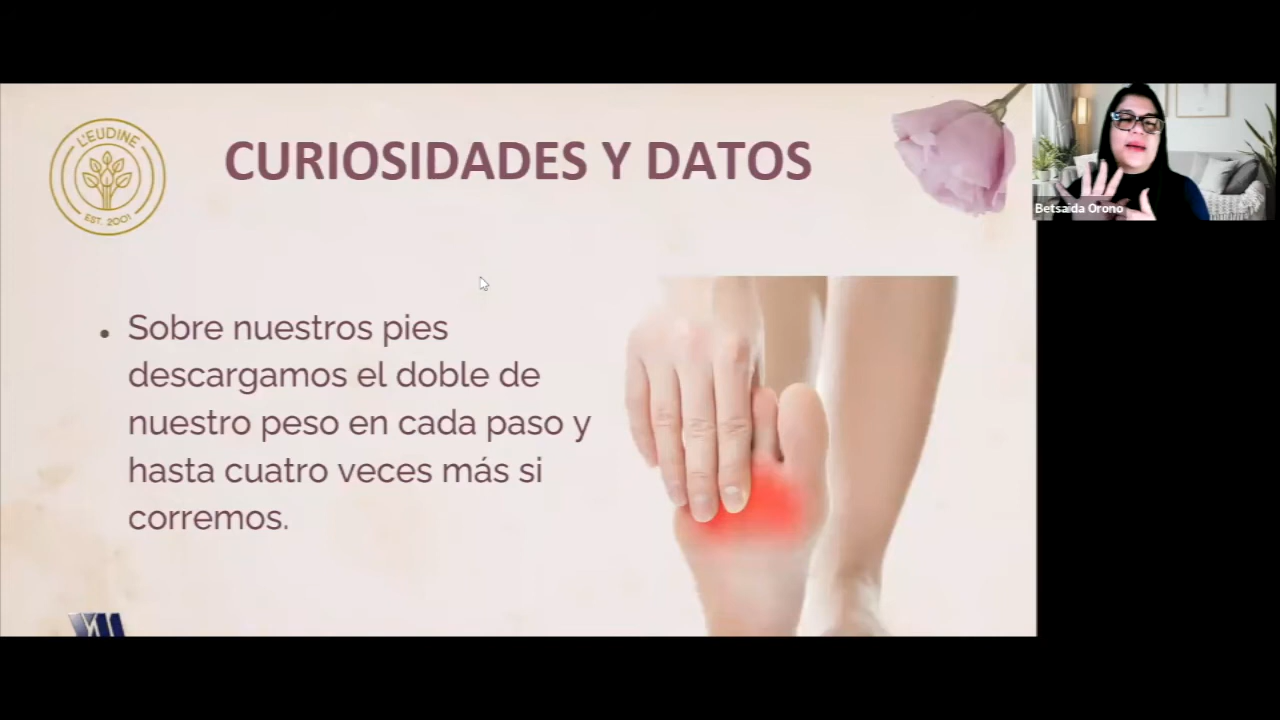 L'EUDINE
EST. 2001
CURIOSIDADES Y DATOS
Betsaida Orono
Sobre nuestros pies
descargamos el doble de
nuestro peso en cada paso y
hasta cuatro veces más si
corremos.